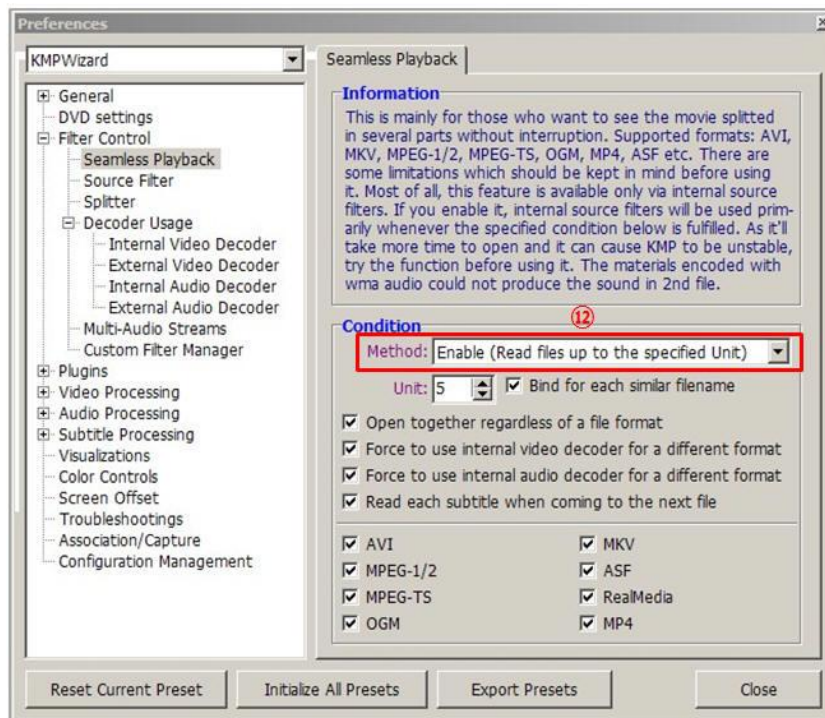 Preferences
KMPWizard
General
DVD settings
Filter Control
Seamless Playback
Source Filter
Splitter
Decoder Usage
Internal Video Decoder
External Video Decoder
Internal Audio Decoder
External Audio Decoder
Multi-Audio Streams
Custom Filter Manager
Plugins
Video Processing
Audio Processing
Subtitle Processing
Visualizations
Color Controls
Screen Offset
Troubleshootings
Association/Capture
Configuration Management
Seamless Playback
Information
This is mainly for those who want to see the movie splitted
in several parts without interruption. Supported formats: AVI,
MKV, MPEG-1/2, MPEG-TS, OGM, MP4, ASF etc. There are
some limitations which should be kept in mind before using
it. Most of all, this feature is available only via internal source
filters. If you enable it, internal source filters will be used prim-
arily whenever the specified condition below is fulfilled. As it'll
take more time to open and it can cause KMP to be unstable,
try the function before using it. The materials encoded with
wma audio could not produce the sound in 2nd file.
⑫
Condition
Method: Enable (Read files up to the specified Unit)
Unit: 5 Bind for each similar filename
Open together regardless of a file format
Force to use internal video decoder for a different format
Force to use internal audio decoder for a different format
Read each subtitle when coming to the next file
AVI MKV
MPEG-1/2 ASF
MPEG-TS RealMedia
OGM MP4
Reset Current Preset Initialize All Presets Export Presets Close